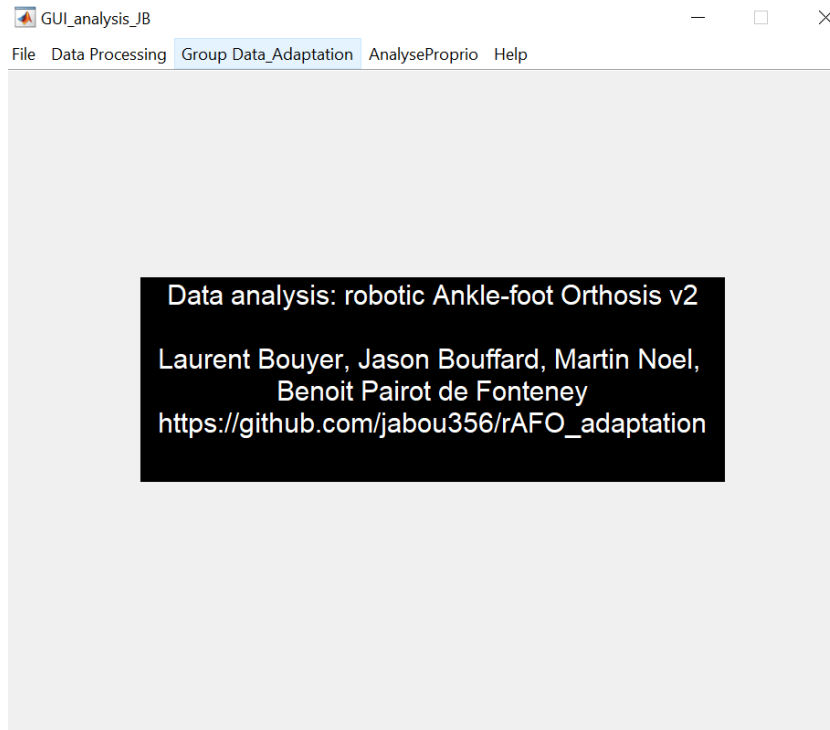 GUI_analysis_JB
File Data Processing Group Data_Adaptation AnalyseProprio Help
Data analysis: robotic Ankle-foot Orthosis v2
Laurent Bouyer, Jason Bouffard, Martin Noel,
Benoit Pairot de Fonteney
https://github.com/jabou356/rAFO_adaptation